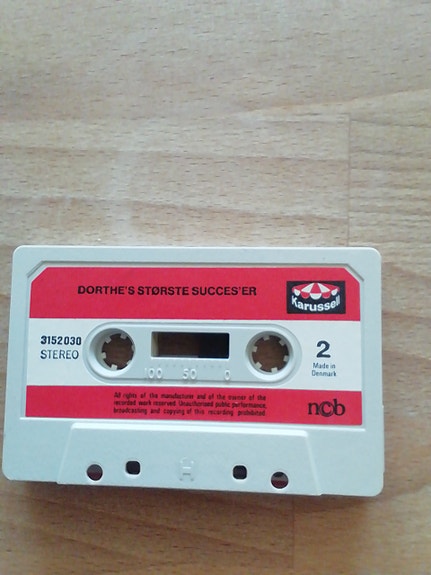 DORTHE'S STØRSTE SUCCES'ER
Karussell
3152030
STEREO
2
Made in
Denmark
100 50 0
All rights of the manufacturer and of the owner of the
recorded work reserved. Unauthorised public performance,
broadcasting and copying of this recording prohibited
ncb